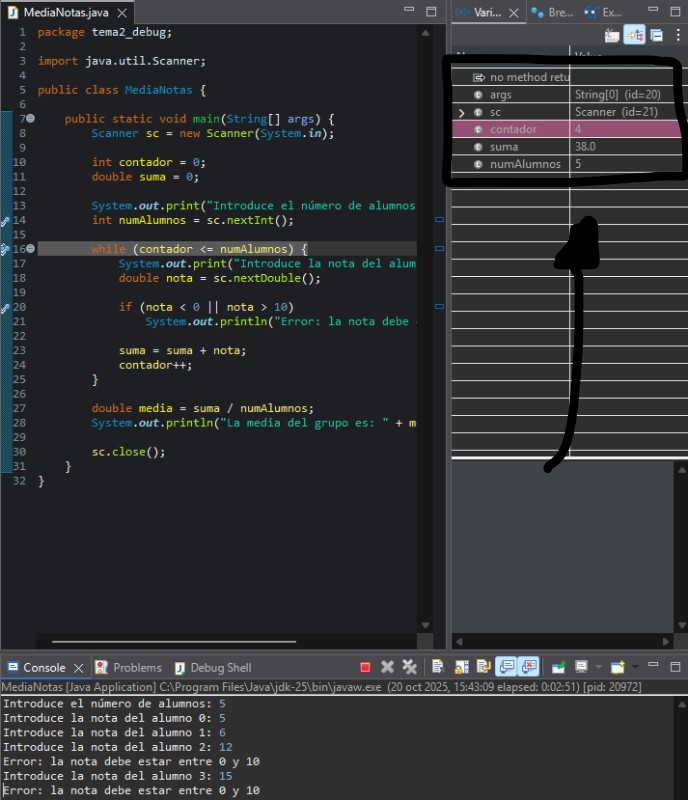 MediaNotas.java
1 package tema2_debug;
2
3 import java.util.Scanner;
4
5 public class MediaNotas {
6
7 public static void main(String[] args) {
8 Scanner sc = new Scanner(System.in);
9
10 int contador = 0;
11 double suma = 0;
12
13 System.out.print("Introduce el número de alumnos
14 int numAlumnos = sc.nextInt();
15
16 while (contador <= numAlumnos) {
17 System.out.print("Introduce la nota del alum
18 double nota = sc.nextDouble();
19
20 if (nota < 0 || nota > 10)
21 System.out.println("Error: la nota debe
22
23 suma = suma + nota;
24 contador++;
25 }
26
27 double media = suma / numAlumnos;
28 System.out.println("La media del grupo es: " + m
29
30 sc.close();
31 }
32 }
Vari... Bre... Ex...
no method retu
args String[0] (id=20)
sc Scanner (id=21)
contador 4
suma 38.0
numAlumnos 5
Console Problems Debug Shell
MediaNotas [Java Application] C:\Program Files\Java\jdk-25\bin\javaw.exe (20 oct 2025, 15:43:09 elapsed: 0:02:51) [pid: 20972]
Introduce el número de alumnos: 5
Introduce la nota del alumno 0: 5
Introduce la nota del alumno 1: 6
Introduce la nota del alumno 2: 12
Error: la nota debe estar entre 0 y 10
Introduce la nota del alumno 3: 15
Error: la nota debe estar entre 0 y 10